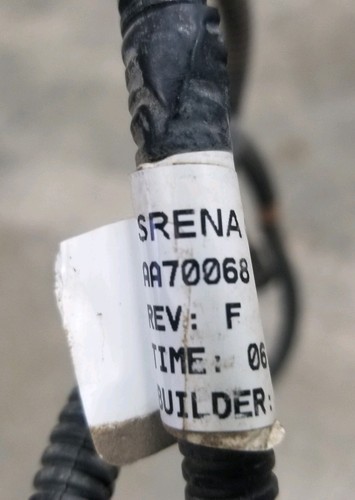 SRENA
AA70068
REV: F
TIME: 06
BUILDER: